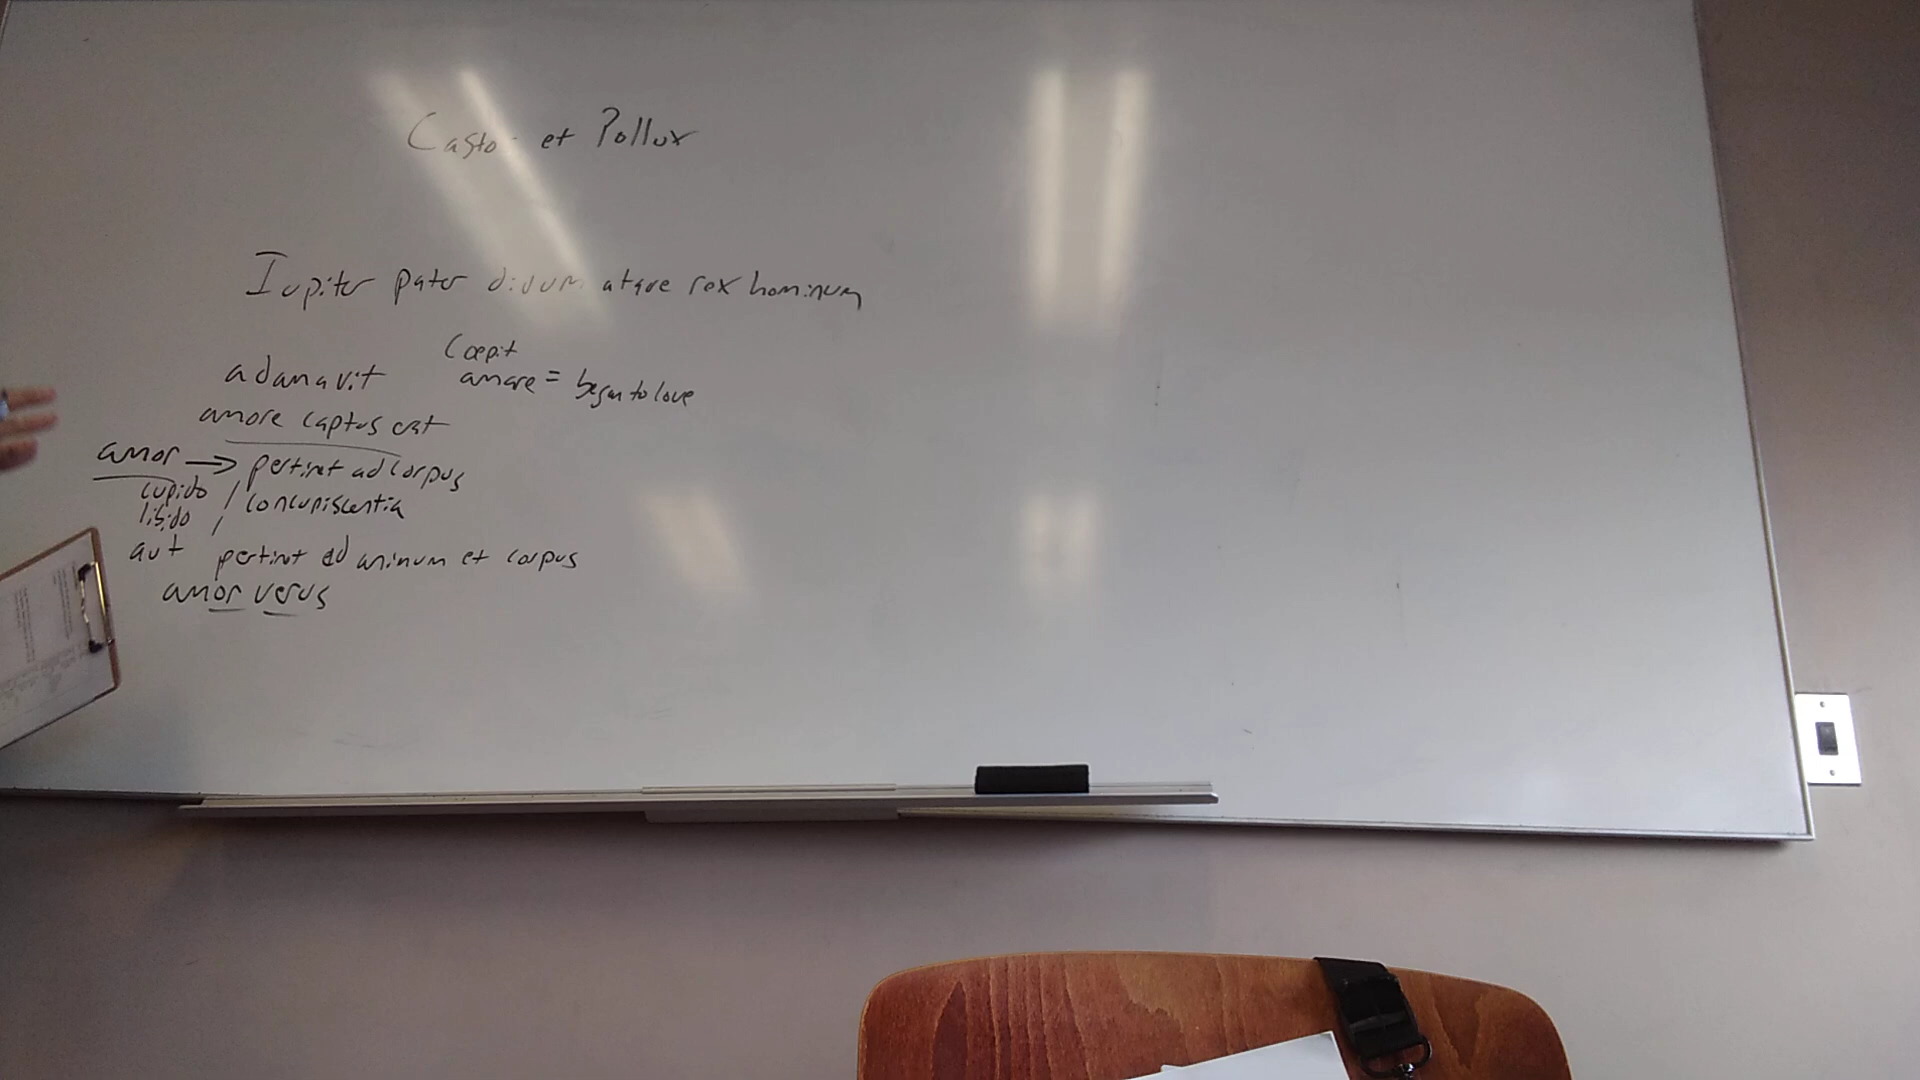 Castor et Pollux
Iupiter pater divum atque rex hominum
adamavit
coepit
amare = began to love
amore captus est
amor → pertinet ad corpus
cupido / concupiscentia
libido /
aut pertinet ad animum et corpus
amor verus